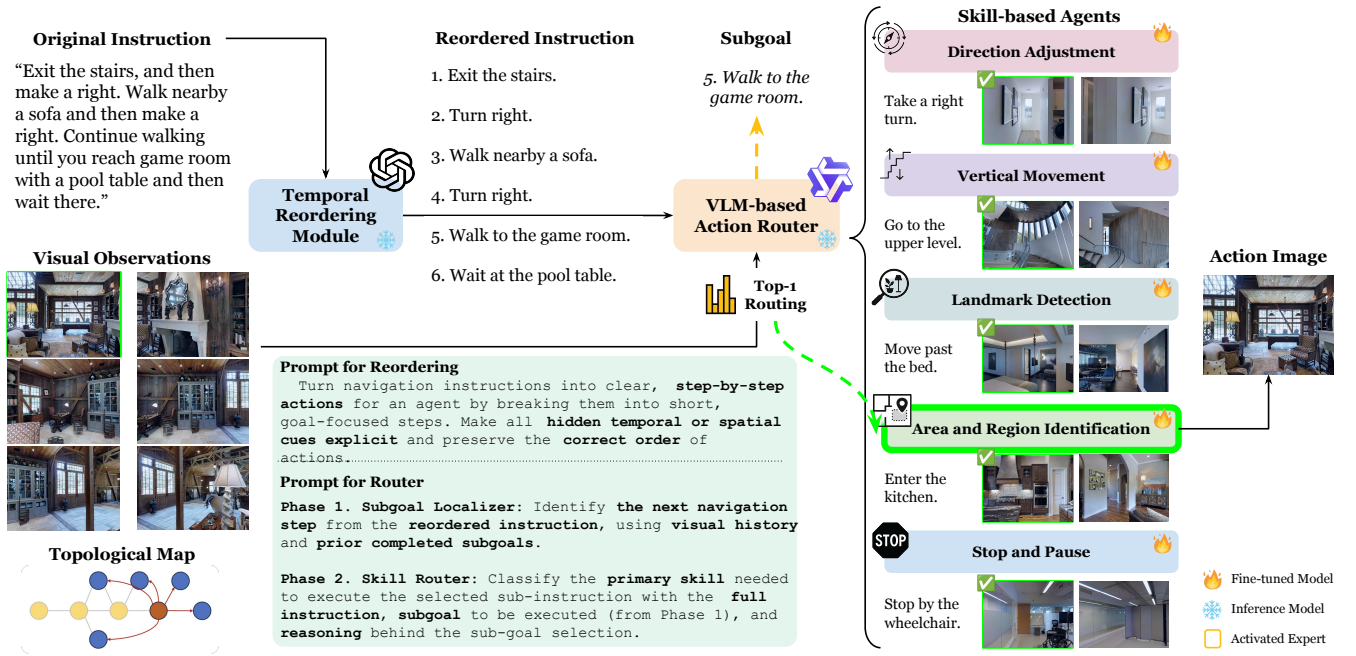 Original Instruction
“Exit the stairs, and then
make a right. Walk nearby
a sofa and then make a
right. Continue walking
until you reach game room
with a pool table and then
wait there.”
Visual Observations
Topological Map
Temporal
Reordering
Module
Reordered Instruction
1. Exit the stairs.
2. Turn right.
3. Walk nearby a sofa.
4. Turn right.
5. Walk to the game room.
6. Wait at the pool table.
Subgoal
5. Walk to the
game room.
VLM-based
Action Router
Top-1
Routing
Prompt for Reordering
Turn navigation instructions into clear, step-by-step
actions for an agent by breaking them into short,
goal-focused steps. Make all hidden temporal or spatial
cues explicit and preserve the correct order of
actions.
Prompt for Router
Phase 1. Subgoal Localizer: Identify the next navigation
step from the reordered instruction, using visual history
and prior completed subgoals.
Phase 2. Skill Router: Classify the primary skill needed
to execute the selected sub-instruction with the full
instruction, subgoal to be executed (from Phase 1), and
reasoning behind the sub-goal selection.
Skill-based Agents
Direction Adjustment
Take a right
turn.
Vertical Movement
Go to the
upper level.
Landmark Detection
Move past
the bed.
Area and Region Identification
Enter the
kitchen.
STOP
Stop and Pause
Stop by the
wheelchair.
Action Image
Fine-tuned Model
Inference Model
Activated Expert